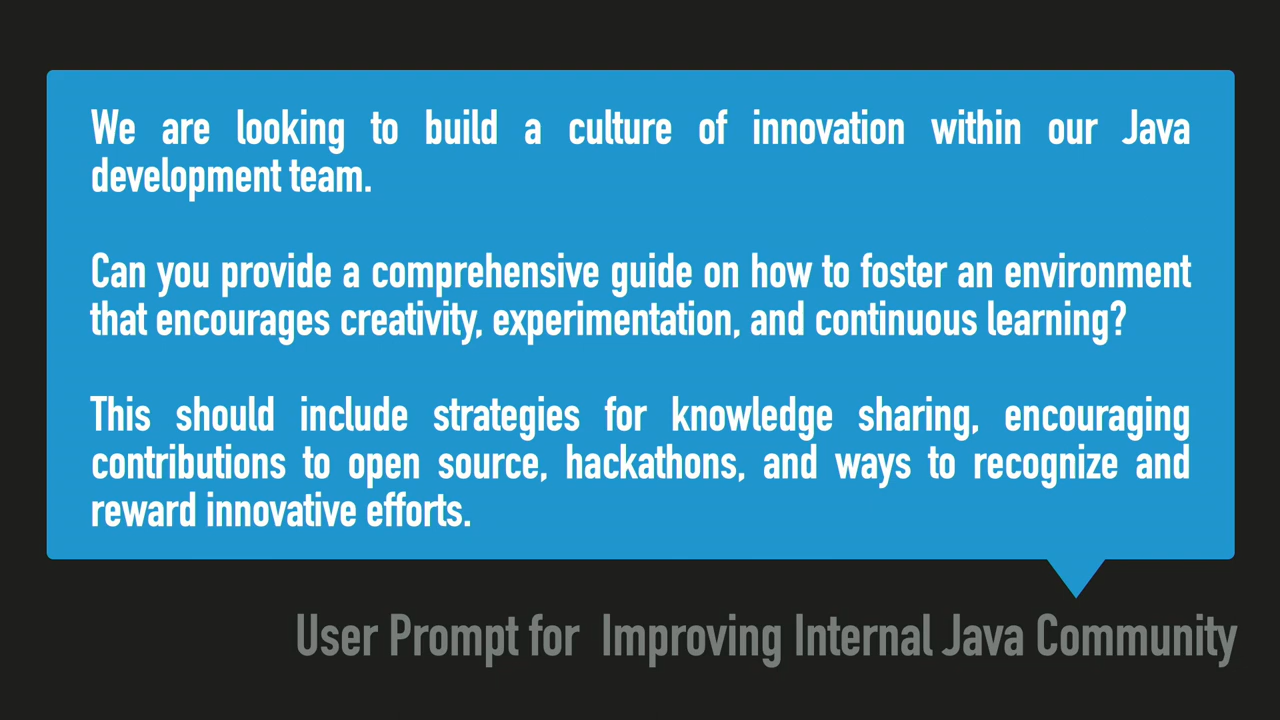 We are looking to build a culture of innovation within our Java
development team.
Can you provide a comprehensive guide on how to foster an environment
that encourages creativity, experimentation, and continuous learning?
This should include strategies for knowledge sharing, encouraging
contributions to open source, hackathons, and ways to recognize and
reward innovative efforts.
User Prompt for Improving Internal Java Community